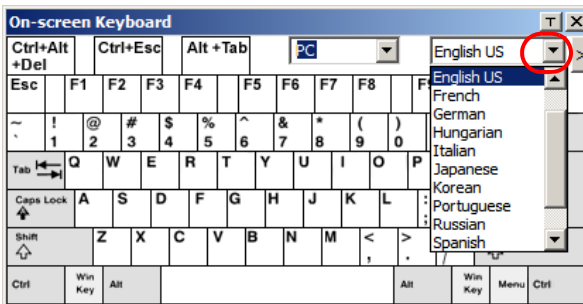 On-screen Keyboard T X
Ctrl+Alt +Del Ctrl+Esc Alt +Tab PC English US >
Esc F1 F2 F3 F4 F5 F6 F7 F8
English US
French
German
Hungarian
Italian
Japanese
Korean
Portuguese
Russian
Spanish
~ ! @ # $ % ^ & * ( )
` 1 2 3 4 5 6 7 8 9 0
Tab Q W E R T Y U I O P
Caps Lock A S D F G H J K L :
;
Shift Z X C V B N M < >
, . /
Ctrl Win Key Alt Alt Win Key Menu Ctrl